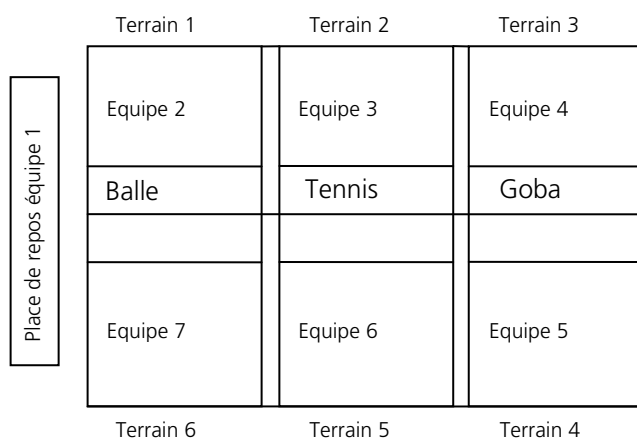 Terrain 1 Terrain 2 Terrain 3
Place de repos équipe 1
Equipe 2 Equipe 3 Equipe 4
Balle Tennis Goba
Equipe 7 Equipe 6 Equipe 5
Terrain 6 Terrain 5 Terrain 4